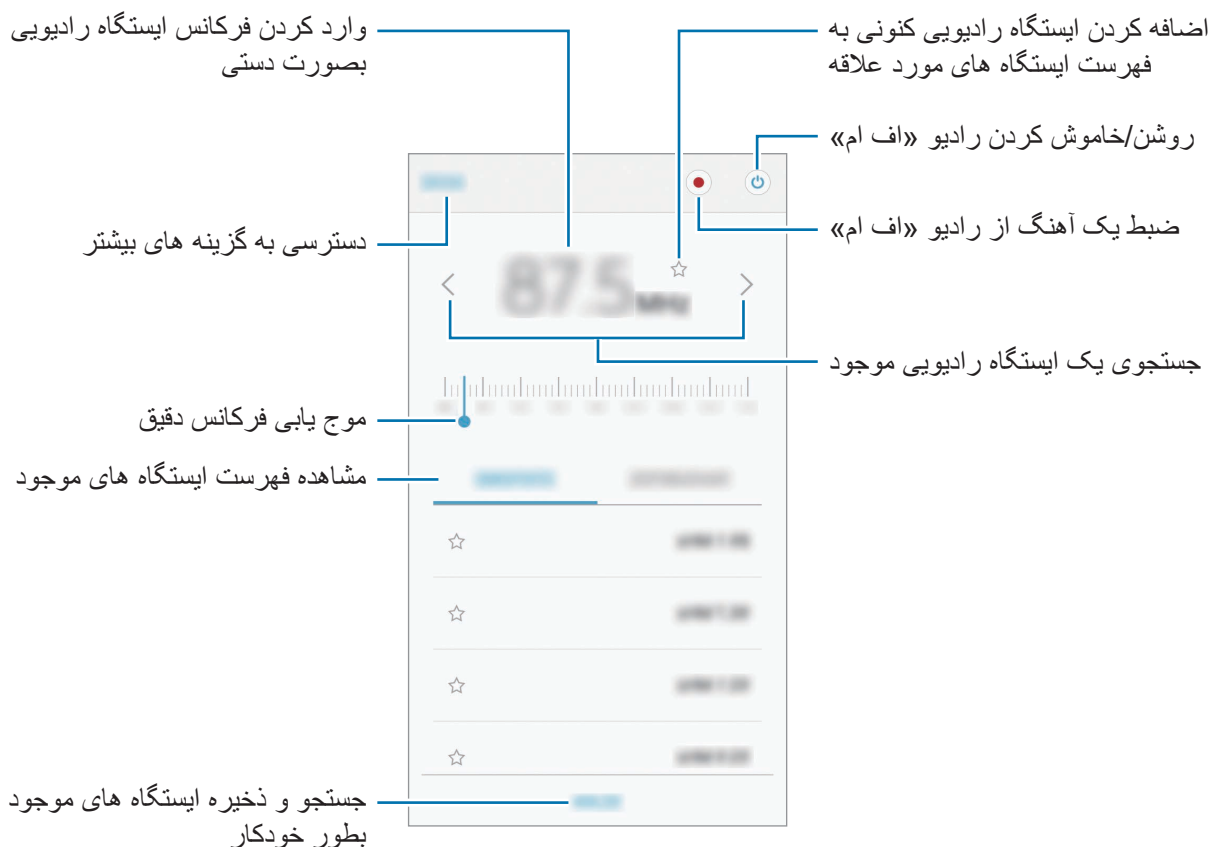 اضافه کردن ایستگاه رادیویی کنونی به
فهرست ایستگاه های مورد علاقه
وارد کردن فرکانس ایستگاه رادیویی
بصورت دستی
روشن/خاموش کردن رادیو «اف ام»
ضبط یک آهنگ از رادیو «اف ام»
دسترسی به گزینه های بیشتر
87.5 MHz
جستجوی یک ایستگاه رادیویی موجود
موج یابی فرکانس دقیق
مشاهده فهرست ایستگاه های موجود
جستجو و ذخیره ایستگاه های موجود
بطور خودکار